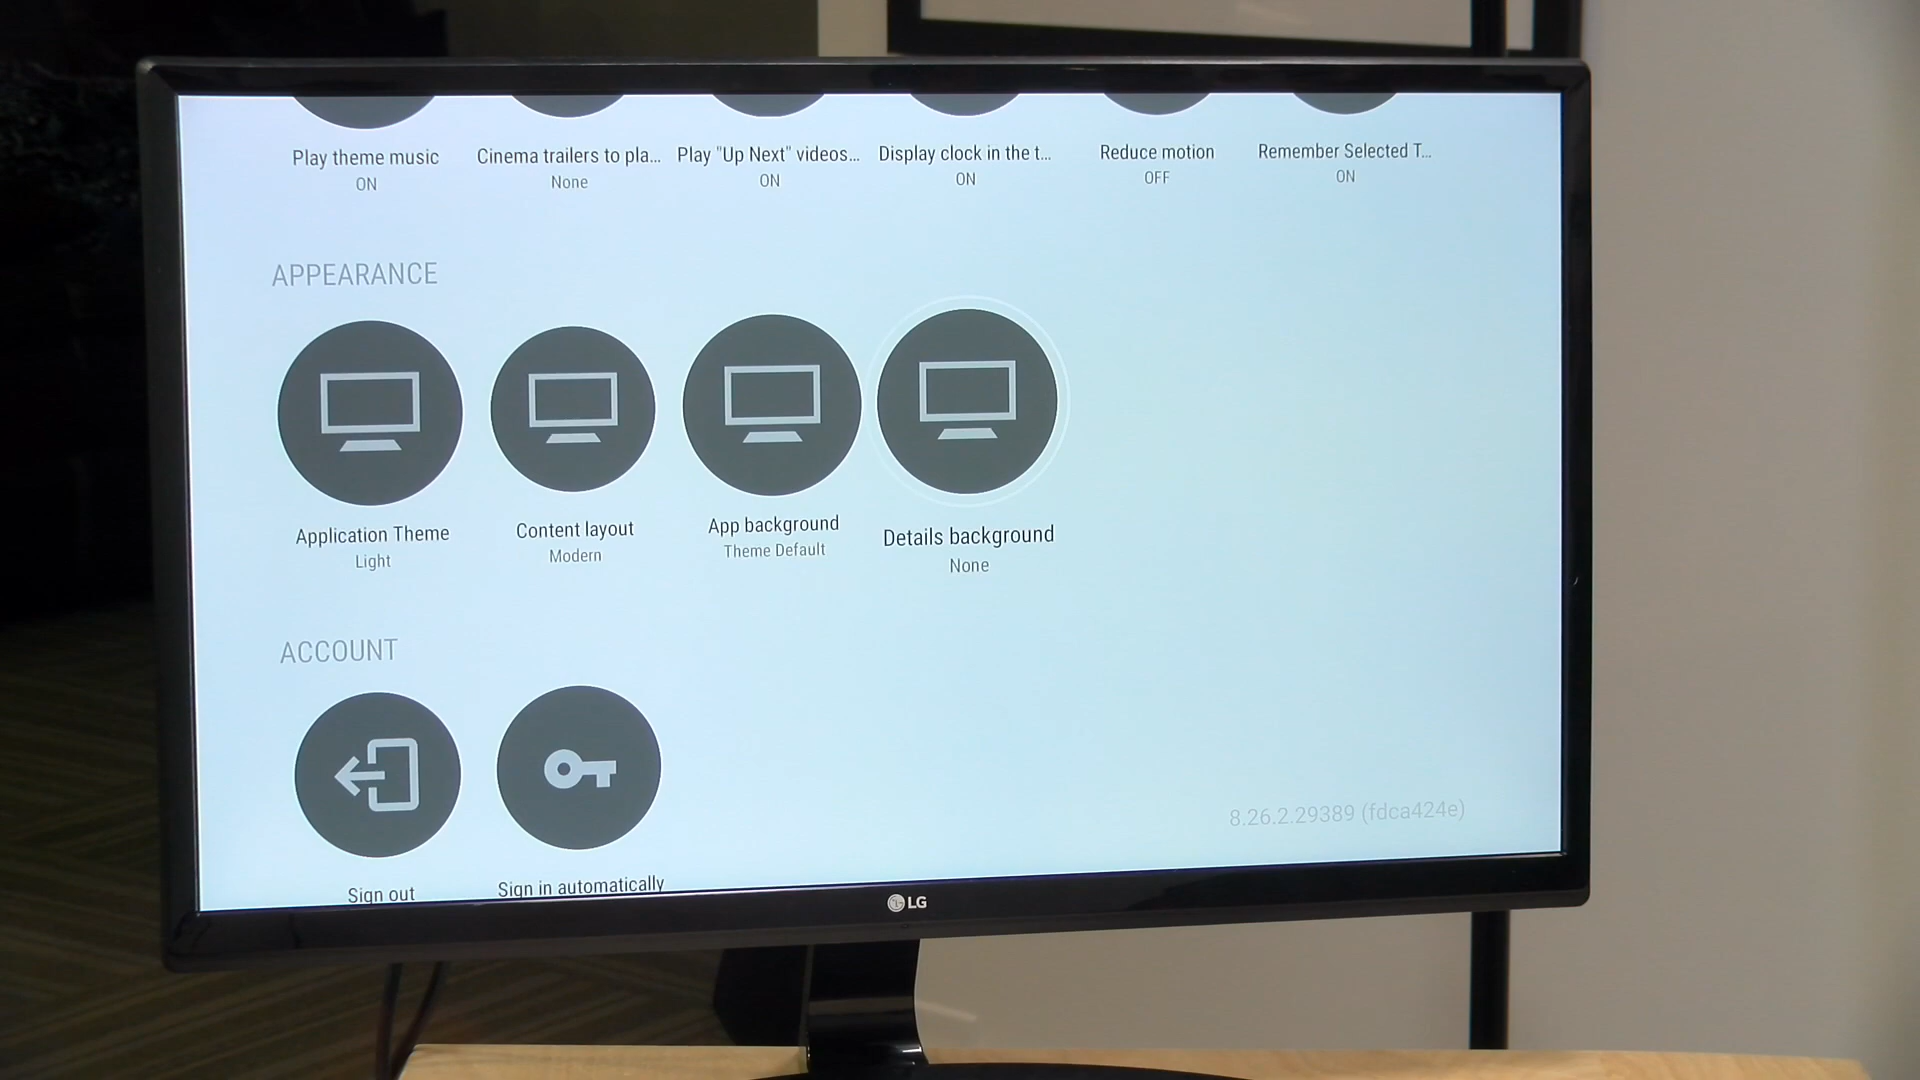 Play theme music
ON
Cinema trailers to pla...
None
Play "Up Next" videos...
ON
Display clock in the t...
ON
Reduce motion
OFF
Remember Selected T...
ON
APPEARANCE
Application Theme
Light
Content layout
Modern
App background
Theme Default
Details background
None
ACCOUNT
Sign out
Sign in automatically
8.26.2.29389 (fdca424e)
LG